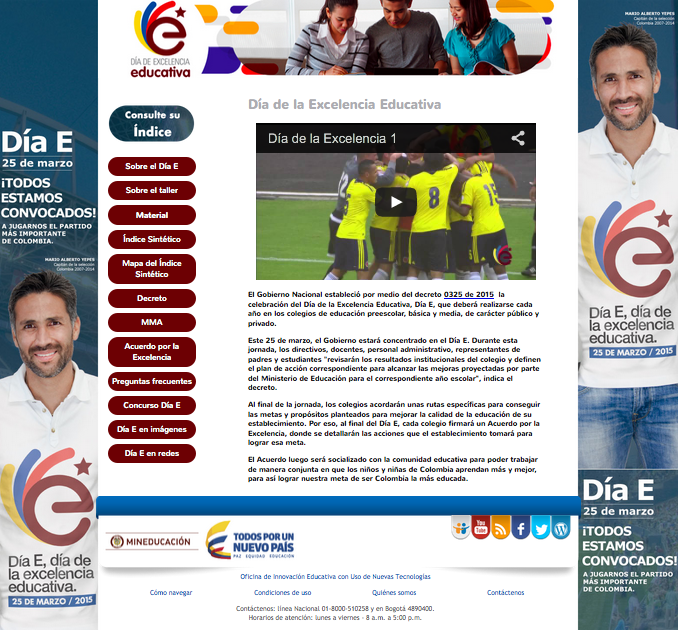 DÍA DE EXCELENCIA
educativa
MARIO ALBERTO YEPES
Capitán de la selección
Colombia 2007-2014
Día E
25 de marzo
¡TODOS
ESTAMOS
CONVOCADOS!
A JUGARNOS EL PARTIDO
MÁS IMPORTANTE
DE COLOMBIA.
MARIO ALBERTO YEPES
Capitán de la selección
Colombia 2007-2014
Día E, día de
la excelencia
educativa.
25 DE MARZO / 2015
Consulte su
Índice
Sobre el Día E
Sobre el taller
Material
Índice Sintético
Mapa del Índice
Sintético
Decreto
MMA
Acuerdo por la
Excelencia
Preguntas frecuentes
Concurso Día E
Día E en imágenes
Día E en redes
Día de la Excelencia Educativa
Día de la Excelencia 1
8
15
El Gobierno Nacional estableció por medio del decreto 0325 de 2015 la
celebración del Día de la Excelencia Educativa, Día E, que deberá realizarse cada
año en los colegios de educación preescolar, básica y media, de carácter público y
privado.
Este 25 de marzo, el Gobierno estará concentrado en el Día E. Durante esta
jornada, los directivos, docentes, personal administrativo, representantes de
padres y estudiantes "revisarán los resultados institucionales del colegio y definen
el plan de acción correspondiente para alcanzar las mejoras proyectadas por parte
del Ministerio de Educación para el correspondiente año escolar", indica el
decreto.
Al final de la jornada, los colegios acordarán unas rutas específicas para conseguir
las metas y propósitos planteados para mejorar la calidad de la educación de su
establecimiento. Por eso, al final del Día E, cada colegio firmará un Acuerdo por la
Excelencia, donde se detallarán las acciones que el establecimiento tomará para
lograr esa meta.
El Acuerdo luego será socializado con la comunidad educativa para poder trabajar
de manera conjunta en que los niños y niñas de Colombia aprendan más y mejor,
para así lograr nuestra meta de ser Colombia la más educada.
MINEDUCACIÓN
TODOS POR UN
NUEVO PAÍS
PAZ EQUIDAD EDUCACIÓN
You
Tube
Oficina de Innovación Educativa con Uso de Nuevas Tecnologías
Cómo navegar
Condiciones de uso
Quiénes somos
Contáctenos
Contáctenos: línea Nacional 01-8000-510258 y en Bogotá 4890400.
Horarios de atención: lunes a viernes - 8 a.m. a 5:00 p.m.
Día E, día de
la excelencia
educativa.
25 DE MARZO / 2015
Día E
25 de marzo
¡TODOS
ESTAMOS
CONVOCADOS!
A JUGARNOS EL PARTIDO
MÁS IMPORTANTE
DE COLOMBIA.